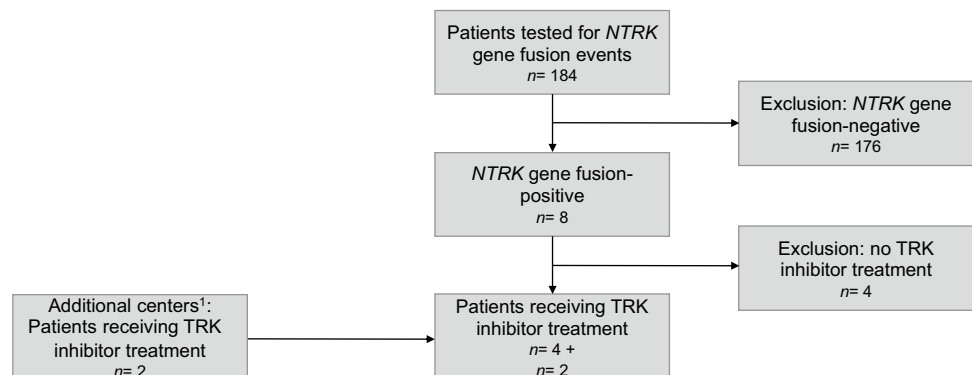 Patients tested for NTRK
gene fusion events
n= 184
Exclusion: NTRK gene
fusion-negative
n= 176
NTRK gene fusion-
positive
n= 8
Exclusion: no TRK
inhibitor treatment
n= 4
Additional centers¹:
Patients receiving TRK
inhibitor treatment
n= 2
Patients receiving TRK
inhibitor treatment
n= 4 +
n= 2